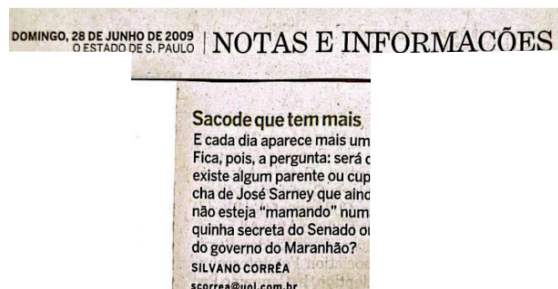 DOMINGO, 28 DE JUNHO DE 2009
O ESTADO DE S. PAULO
NOTAS E INFORMACÕES
Sacode que tem mais
E cada dia aparece mais um
Fica, pois, a pergunta: será
existe algum parente ou cup
cha de José Sarney que aind
não esteja “mamando” num
quinha secreta do Senado ou
do governo do Maranhão?
SILVANO CORRÊA
scorrea@uol.com.br